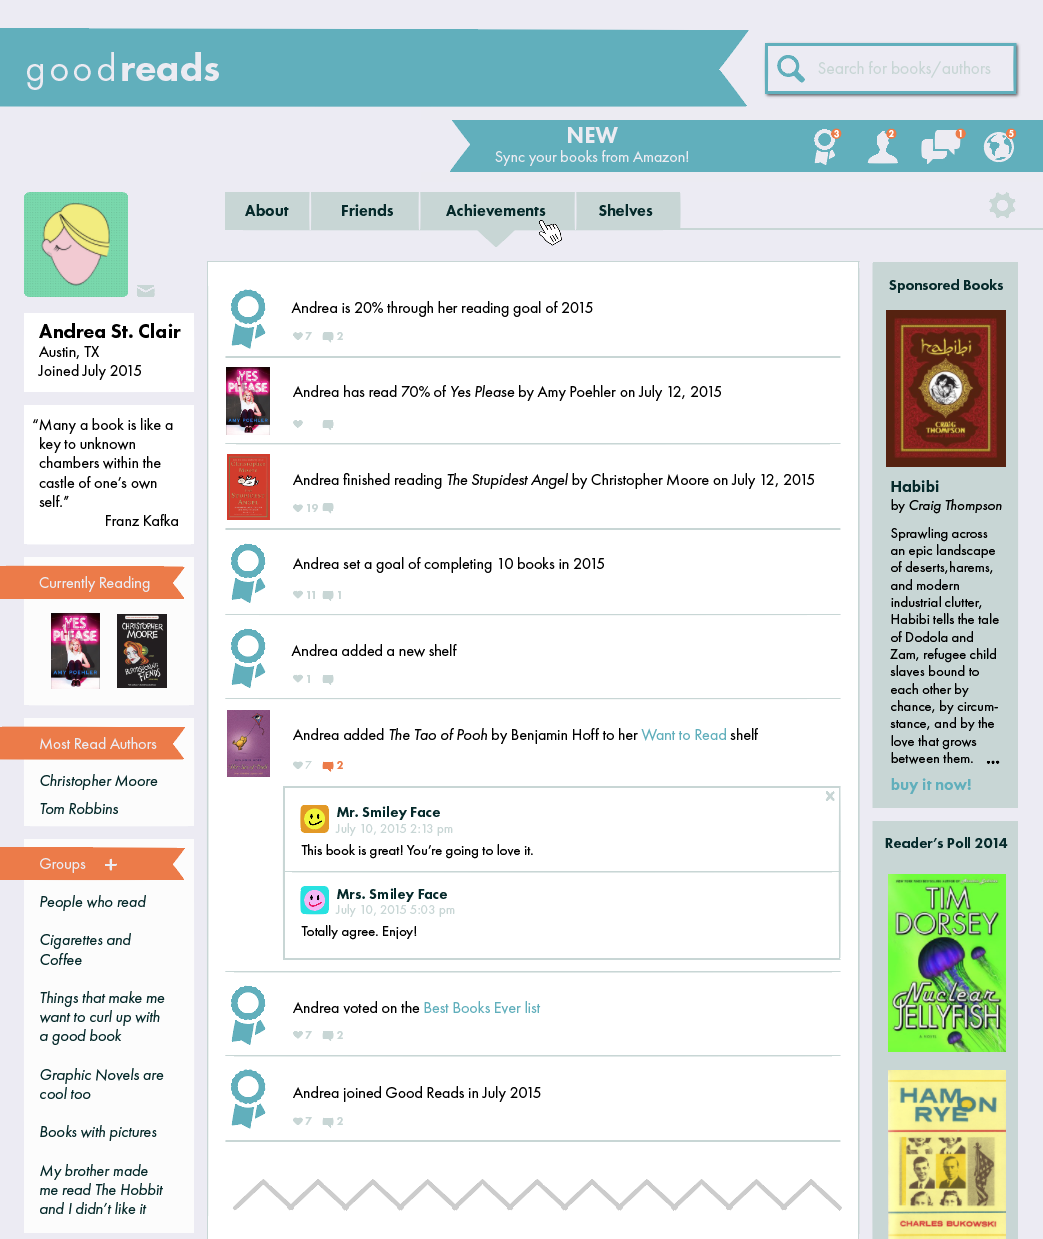 goodreads
Search for books/authors
NEW
Sync your books from Amazon!
3
2
1
5
About
Friends
Achievements
Shelves
Andrea St. Clair
Austin, TX
Joined July 2015
“Many a book is like a
key to unknown
chambers within the
castle of one’s own
self.”
Franz Kafka
Currently Reading
YES
PLEASE
AMY POEHLER
CHRISTOPHER
MOORE
BLOODSUCKING
FIENDS
Most Read Authors
Christopher Moore
Tom Robbins
Groups +
People who read
Cigarettes and
Coffee
Things that make me
want to curl up with
a good book
Graphic Novels are
cool too
Books with pictures
My brother made
me read The Hobbit
and I didn’t like it
Andrea is 20% through her reading goal of 2015
7 2
YES
PLEASE
AMY POEHLER
Andrea has read 70% of Yes Please by Amy Poehler on July 12, 2015
Andrea finished reading The Stupidest Angel by Christopher Moore on July 12, 2015
19
Andrea set a goal of completing 10 books in 2015
11 1
Andrea added a new shelf
1
Andrea added The Tao of Pooh by Benjamin Hoff to her Want to Read shelf
7 2
x
Mr. Smiley Face
July 10, 2015 2:13 pm
This book is great! You’re going to love it.
Mrs. Smiley Face
July 10, 2015 5:03 pm
Totally agree. Enjoy!
Andrea voted on the Best Books Ever list
7 2
Andrea joined Good Reads in July 2015
7 2
Sponsored Books
habibi
CRAIG
THOMPSON
Habibi
by Craig Thompson
Sprawling across
an epic landscape
of deserts,harems,
and modern
industrial clutter,
Habibi tells the tale
of Dodola and
Zam, refugee child
slaves bound to
each other by
chance, by circum-
stance, and by the
love that grows
between them. ...
buy it now!
Reader’s Poll 2014
TIM
DORSEY
Nuclear
JELLYFISH
A NOVEL
HAM ON
RYE
CHARLES BUKOWSKI